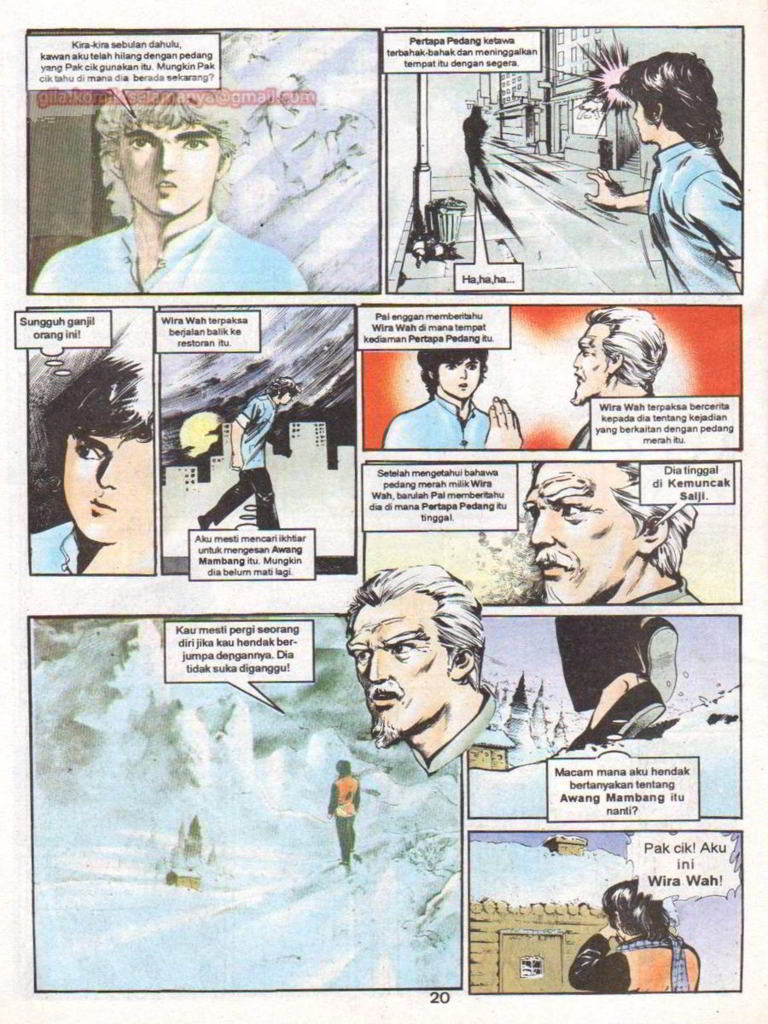 Kira-kira sebulan dahulu,
kawan aku telah hilang dengan pedang
yang Pak cik gunakan itu. Mungkin Pak
cik tahu di mana dia berada sekarang?
gila.komik.selamanya@gmail.com
Pertapa Pedang ketawa
terbahak-bahak dan meninggalkan
tempat itu dengan segera.
Ha,ha,ha...
Sungguh ganjil
orang ini!
Wira Wah terpaksa
berjalan balik ke
restoran itu.
Aku mesti mencari ikhtiar
untuk mengesan Awang
Mambang itu. Mungkin
dia belum mati lagi.
Pai enggan memberitahu
Wira Wah di mana tempat
kediaman Pertapa Pedang itu.
Wira Wah terpaksa bercerita
kepada dia tentang kejadian
yang berkaitan dengan pedang
merah itu.
Setelah mengetahui bahawa
pedang merah milik Wira
Wah, barulah Pai memberitahu
dia di mana Pertapa Pedang itu
tinggal.
Dia tinggal
di Kemuncak
Salji.
Kau mesti pergi seorang
diri jika kau hendak ber-
jumpa dengannya. Dia
tidak suka diganggu!
Macam mana aku hendak
bertanyakan tentang
Awang Mambang itu
nanti?
Pak cik! Aku
ini
Wira Wah!
20